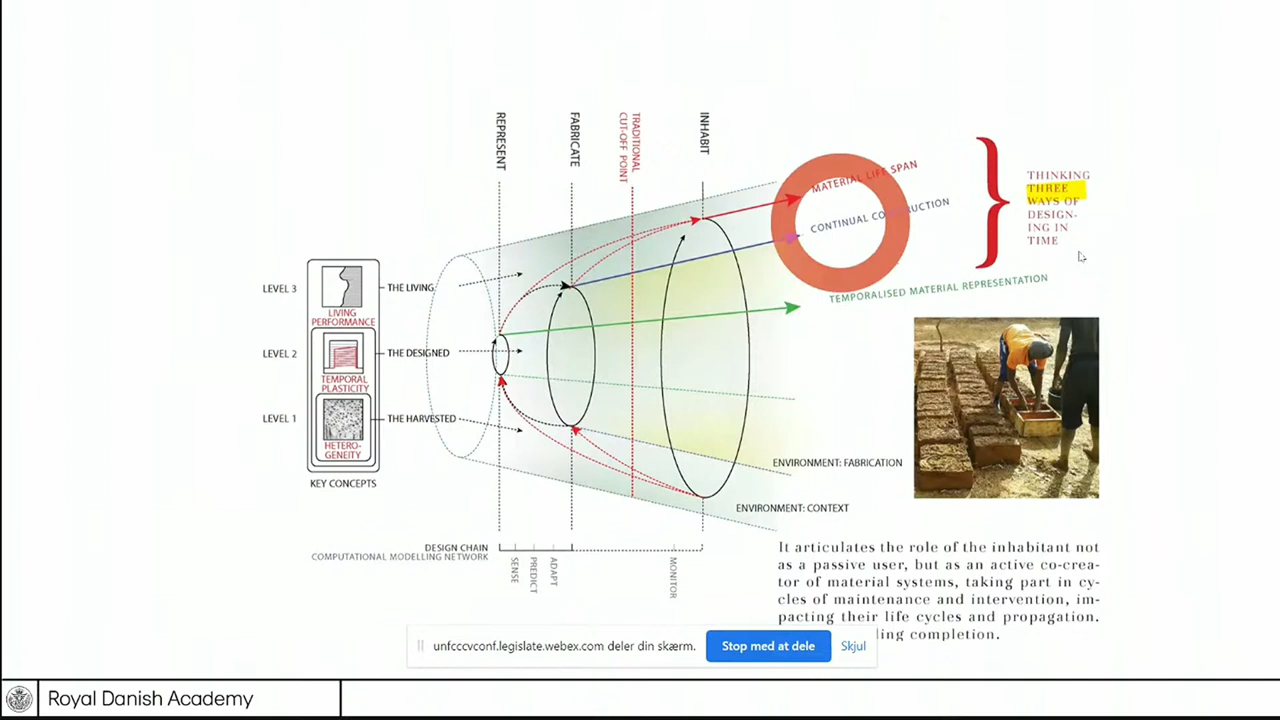 REPRESENT
FABRICATE
TRADITIONAL
CUT-OFF POINT
INHABIT
MATERIAL LIFE SPAN
CONTINUAL CONSTRUCTION
TEMPORALISED MATERIAL REPRESENTATION
THINKING
THREE
WAYS OF
DESIGN-
ING IN
TIME
LEVEL 3
LIVING
PERFORMANCE
THE LIVING
LEVEL 2
TEMPORAL
PLASTICITY
THE DESIGNED
LEVEL 1
HETERO-
GENEITY
THE HARVESTED
KEY CONCEPTS
ENVIRONMENT: FABRICATION
ENVIRONMENT: CONTEXT
DESIGN CHAIN
COMPUTATIONAL MODELLING NETWORK
SENSE
PREDICT
ADAPT
MONITOR
It articulates the role of the inhabitant not
as a passive user, but as an active co-crea-
tor of material systems, taking part in cy-
cles of maintenance and intervention, im-
pacting their life cycles and propagation.
completion.
unfcccvconf.legislate.webex.com deler din skærm.
Stop med at dele
Skjul
Royal Danish Academy